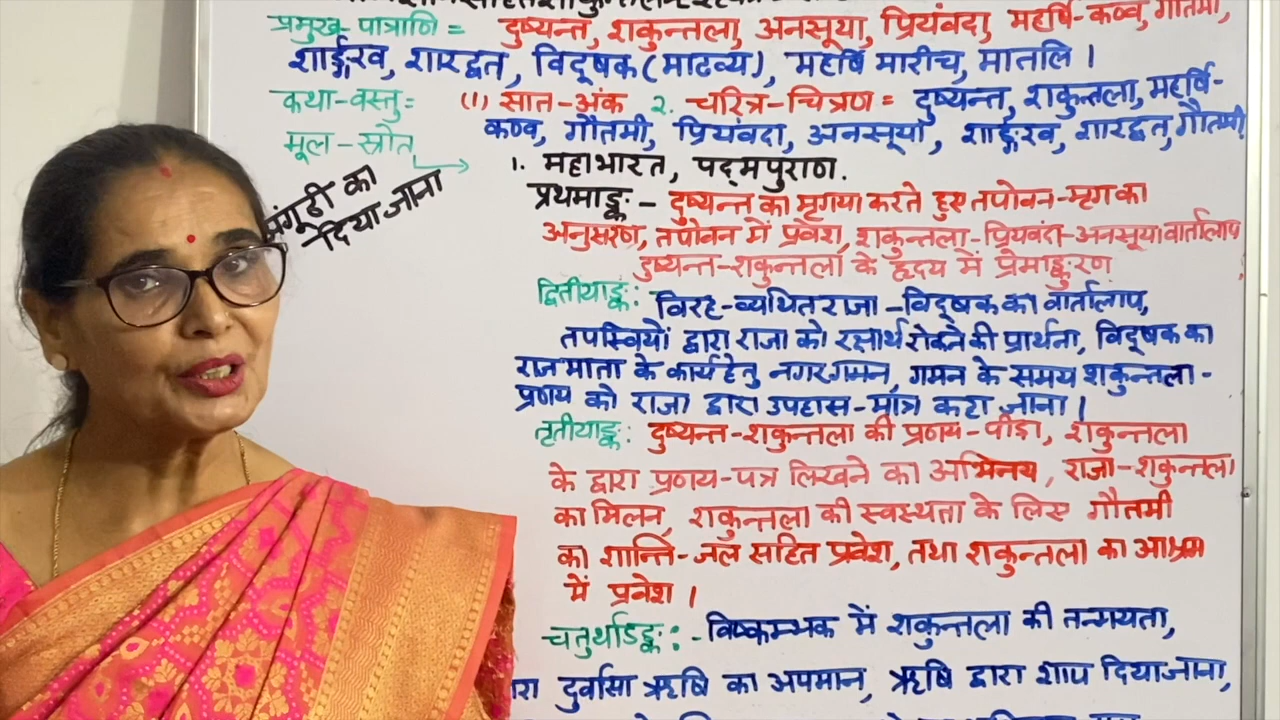 प्रमुख-पात्राणि = दुष्यन्त, शकुन्तला, अनसूया, प्रियंवदा, महर्षि-कण्व, गौतमी,
शार्ङ्गरव, शारद्वत, विदूषक (माढव्य), महर्षि मारीच, मातलि ।
कथा-वस्तु = (1) सात-अंक २. चरित्र-चित्रण = दुष्यन्त, शकुन्तला, महर्षि-
कण्व, गौतमी, प्रियंवदा, अनसूया, शार्ङ्गरव, शारद्वत, गौतमी
मूल-स्रोत
1. महाभारत, पद्मपुराण.
अंगूठी का
दिया जाना
प्रथमाङ्क - दुष्यन्त का मृगया करते हुए तपोवन-मृग का
अनुसरण, तपोवन में प्रवेश, शकुन्तला-प्रियंवदा-अनसूया वार्तालाप
दुष्यन्त-शकुन्तला के हृदय में प्रेमाङ्कुरण
द्वितीयाङ्क: विरह-व्यथित राजा-विदूषक का वार्तालाप,
तपस्वियों द्वारा राजा को रक्षार्थ रोकने की प्रार्थना, विदूषक का
राजमाता के कार्य हेतु नगर-गमन, गमन के समय शकुन्तला-
प्रणय को राजा द्वारा उपहास-मात्र कहा जाना ।
तृतीयाङ्क: दुष्यन्त-शकुन्तला की प्रणय-पीडा, शकुन्तला
के द्वारा प्रणय-पत्र लिखने का अभिनय, राजा-शकुन्तला
का मिलन, शकुन्तला की स्वस्थता के लिए गौतमी
का शान्ति-जल सहित प्रवेश, तथा शकुन्तला का आश्रम
में प्रवेश ।
चतुर्थाङ्क: - विष्कम्भक में शकुन्तला की तन्मयता,
दुर्वासा ऋषि का अपमान, ऋषि द्वारा शाप दिया जाना,